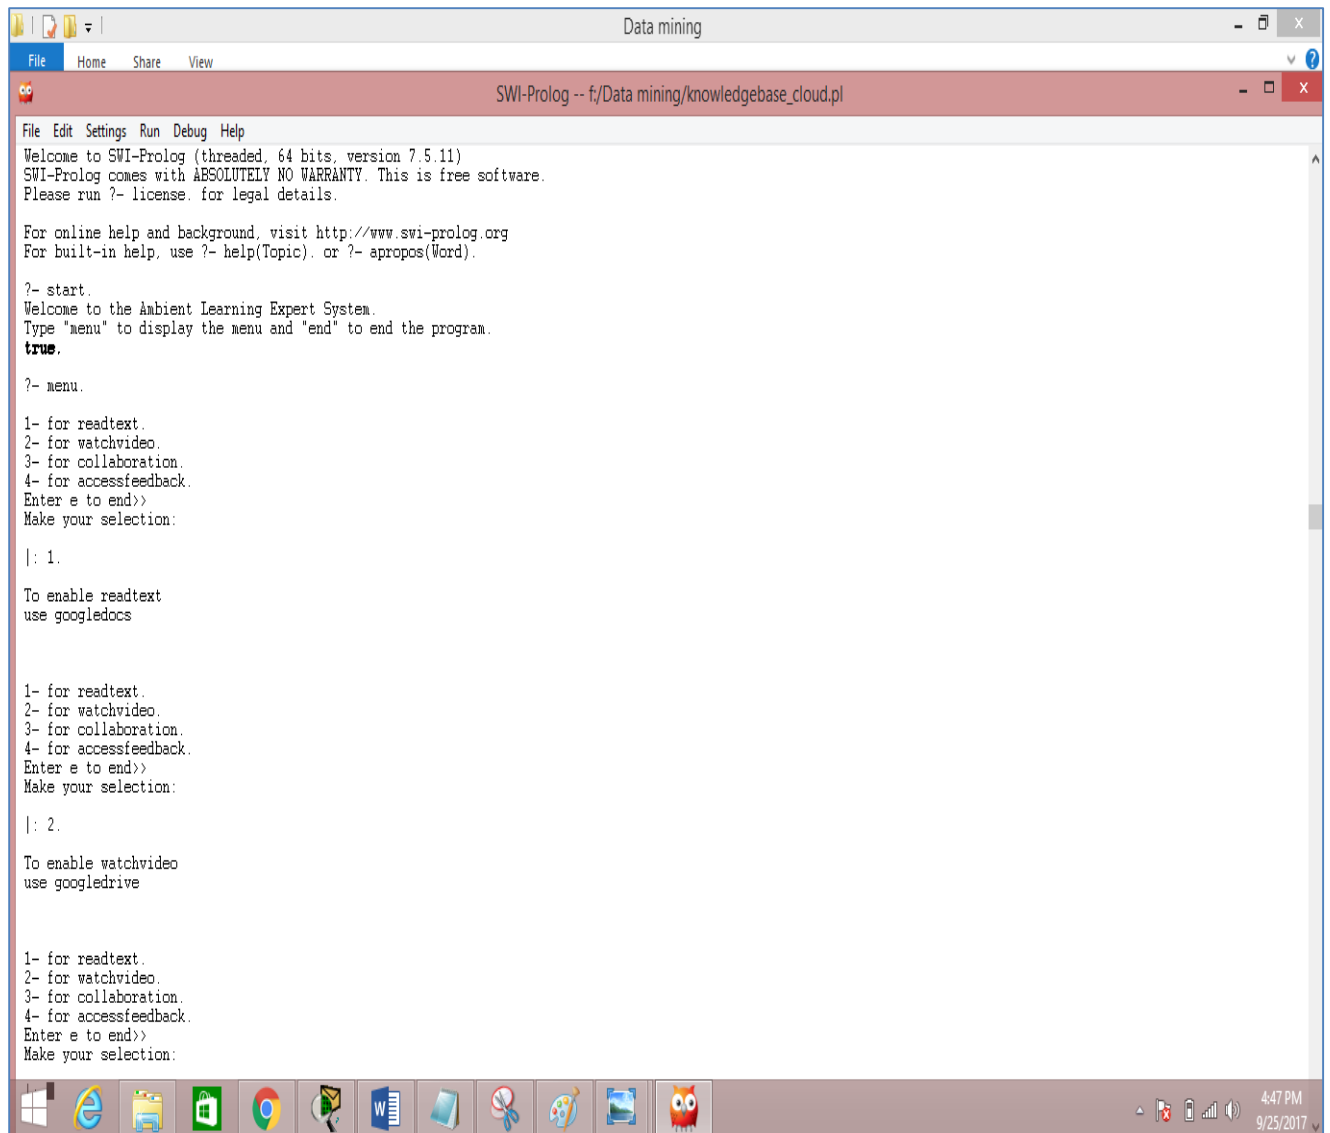 Data mining
File Home Share View
SWI-Prolog -- f:/Data mining/knowledgebase_cloud.pl
File Edit Settings Run Debug Help
Welcome to SWI-Prolog (threaded, 64 bits, version 7.5.11)
SWI-Prolog comes with ABSOLUTELY NO WARRANTY. This is free software.
Please run ?- license. for legal details.
For online help and background, visit http://www.swi-prolog.org
For built-in help, use ?- help(Topic). or ?- apropos(Word).
?- start.
Welcome to the Ambient Learning Expert System.
Type "menu" to display the menu and "end" to end the program.
true.
?- menu.
1- for readtext.
2- for watchvideo.
3- for collaboration.
4- for accessfeedback.
Enter e to end>>
Make your selection:
|: 1.
To enable readtext
use googledocs
1- for readtext.
2- for watchvideo.
3- for collaboration.
4- for accessfeedback.
Enter e to end>>
Make your selection:
|: 2.
To enable watchvideo
use googledrive
1- for readtext.
2- for watchvideo.
3- for collaboration.
4- for accessfeedback.
Enter e to end>>
Make your selection:
4:47 PM
9/25/2017